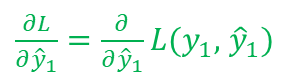 ∂L/∂ŷ₁ = ∂/∂ŷ₁ L(y₁, ŷ₁)